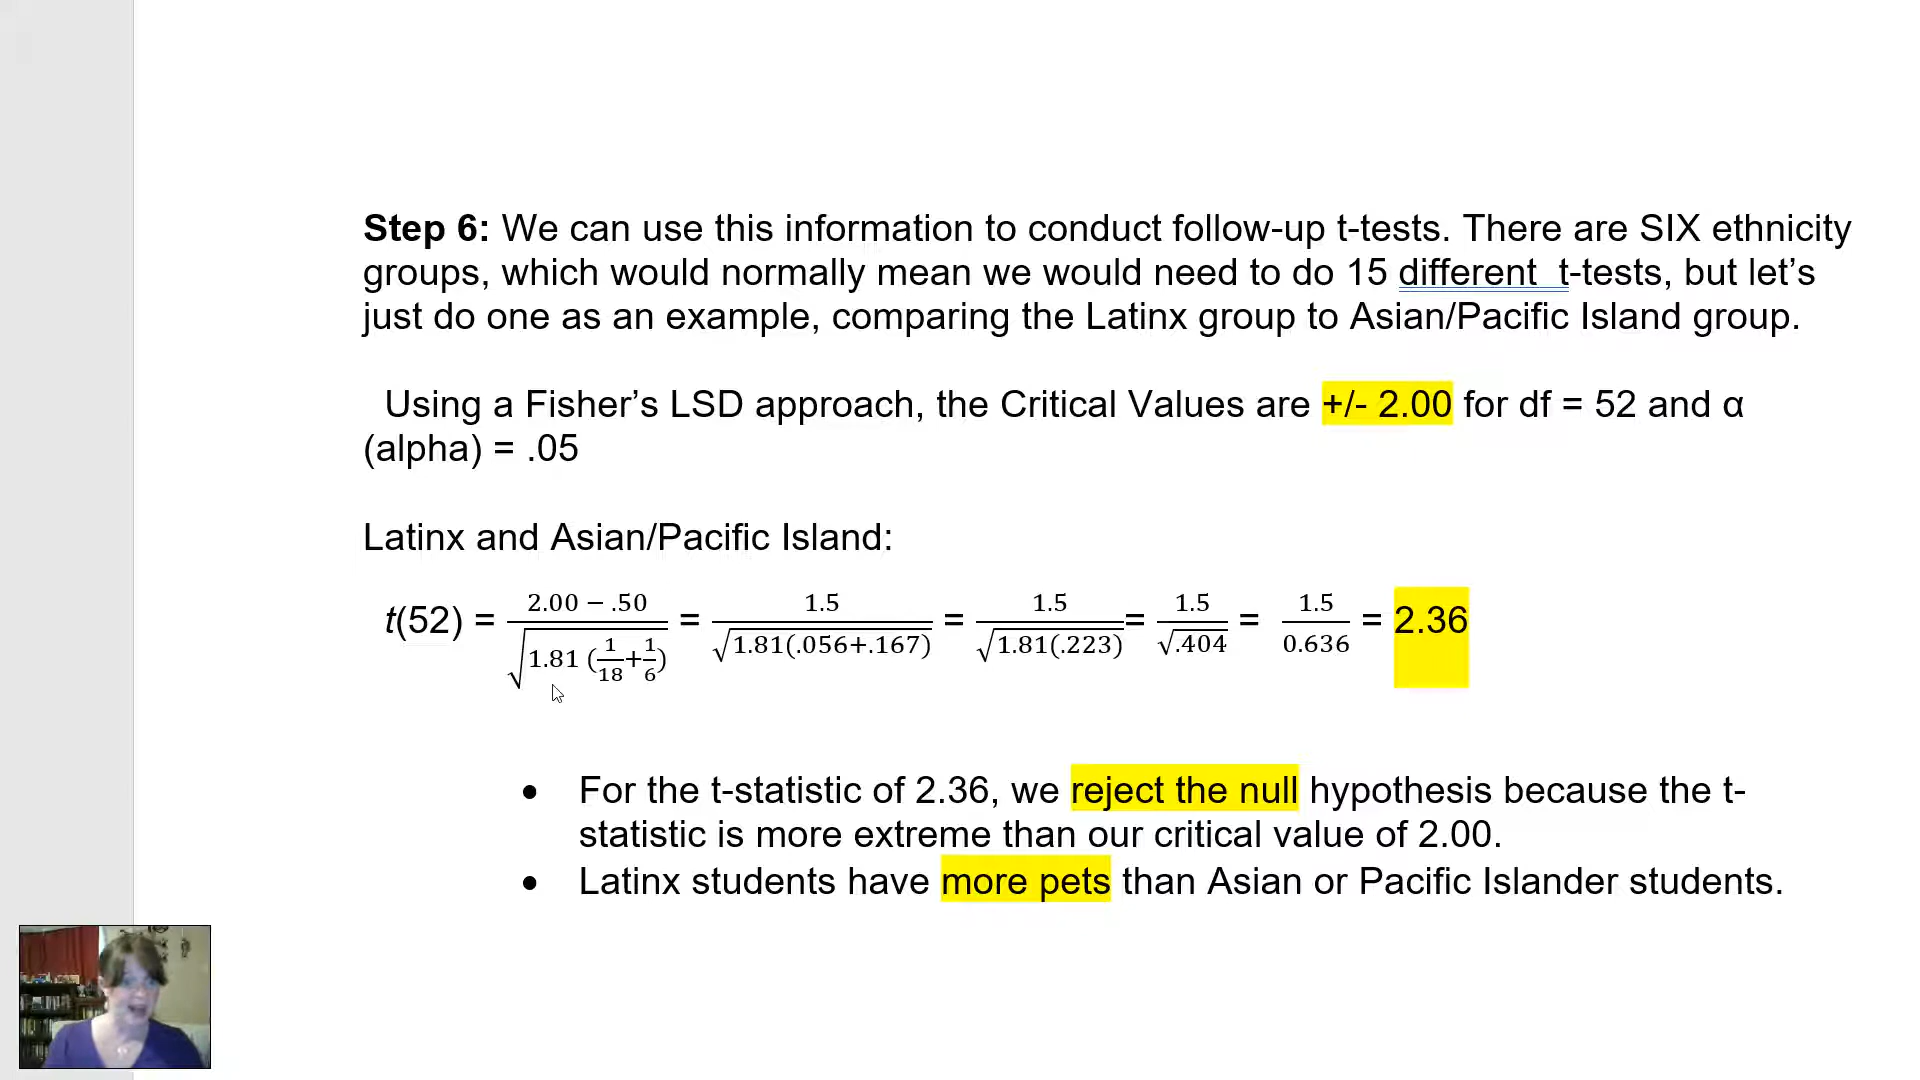 Step 6: We can use this information to conduct follow-up t-tests. There are SIX ethnicity
groups, which would normally mean we would need to do 15 different  t-tests, but let’s
just do one as an example, comparing the Latinx group to Asian/Pacific Island group.
Using a Fisher’s LSD approach, the Critical Values are +/- 2.00 for df = 52 and α
(alpha) = .05
Latinx and Asian/Pacific Island:
t(52) = (2.00 − .50)/√(1.81 (1/18+1/6)) = 1.5/√(1.81(.056+.167)) = 1.5/√(1.81(.223)) = 1.5/√.404 = 1.5/0.636 = 2.36
• For the t-statistic of 2.36, we reject the null hypothesis because the t-
statistic is more extreme than our critical value of 2.00.
• Latinx students have more pets than Asian or Pacific Islander students.